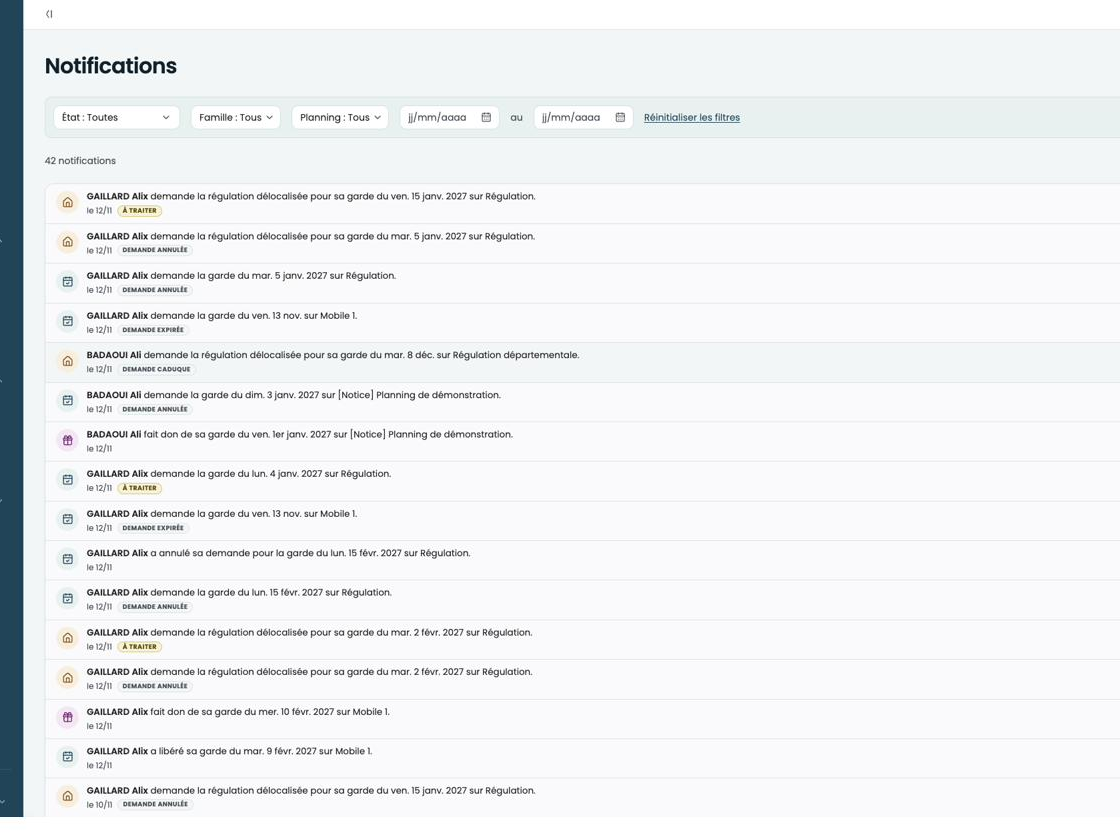 Notifications
État : Toutes Famille : Tous Planning : Tous jj/mm/aaaa au jj/mm/aaaa Réinitialiser les filtres
42 notifications
GAILLARD Alix demande la régulation délocalisée pour sa garde du ven. 15 janv. 2027 sur Régulation.
le 12/11 À TRAITER
GAILLARD Alix demande la régulation délocalisée pour sa garde du mar. 5 janv. 2027 sur Régulation.
le 12/11 DEMANDE ANNULÉE
GAILLARD Alix demande la garde du mar. 5 janv. 2027 sur Régulation.
le 12/11 DEMANDE ANNULÉE
GAILLARD Alix demande la garde du ven. 13 nov. sur Mobile 1.
le 12/11 DEMANDE EXPIRÉE
BADAOUI Ali demande la régulation délocalisée pour sa garde du mar. 8 déc. sur Régulation départementale.
le 12/11 DEMANDE CADUQUE
BADAOUI Ali demande la garde du dim. 3 janv. 2027 sur [Notice] Planning de démonstration.
le 12/11 DEMANDE ANNULÉE
BADAOUI Ali fait don de sa garde du ven. 1er janv. 2027 sur [Notice] Planning de démonstration.
le 12/11
GAILLARD Alix demande la garde du lun. 4 janv. 2027 sur Régulation.
le 12/11 À TRAITER
GAILLARD Alix demande la garde du ven. 13 nov. sur Mobile 1.
le 12/11 DEMANDE EXPIRÉE
GAILLARD Alix a annulé sa demande pour la garde du lun. 15 févr. 2027 sur Régulation.
le 12/11
GAILLARD Alix demande la garde du lun. 15 févr. 2027 sur Régulation.
le 12/11 DEMANDE ANNULÉE
GAILLARD Alix demande la régulation délocalisée pour sa garde du mar. 2 févr. 2027 sur Régulation.
le 12/11 À TRAITER
GAILLARD Alix demande la régulation délocalisée pour sa garde du mar. 2 févr. 2027 sur Régulation.
le 12/11 DEMANDE ANNULÉE
GAILLARD Alix fait don de sa garde du mer. 10 févr. 2027 sur Mobile 1.
le 12/11
GAILLARD Alix a libéré sa garde du mar. 9 févr. 2027 sur Mobile 1.
le 12/11
GAILLARD Alix demande la régulation délocalisée pour sa garde du ven. 15 janv. 2027 sur Régulation.
le 10/11 DEMANDE ANNULÉE